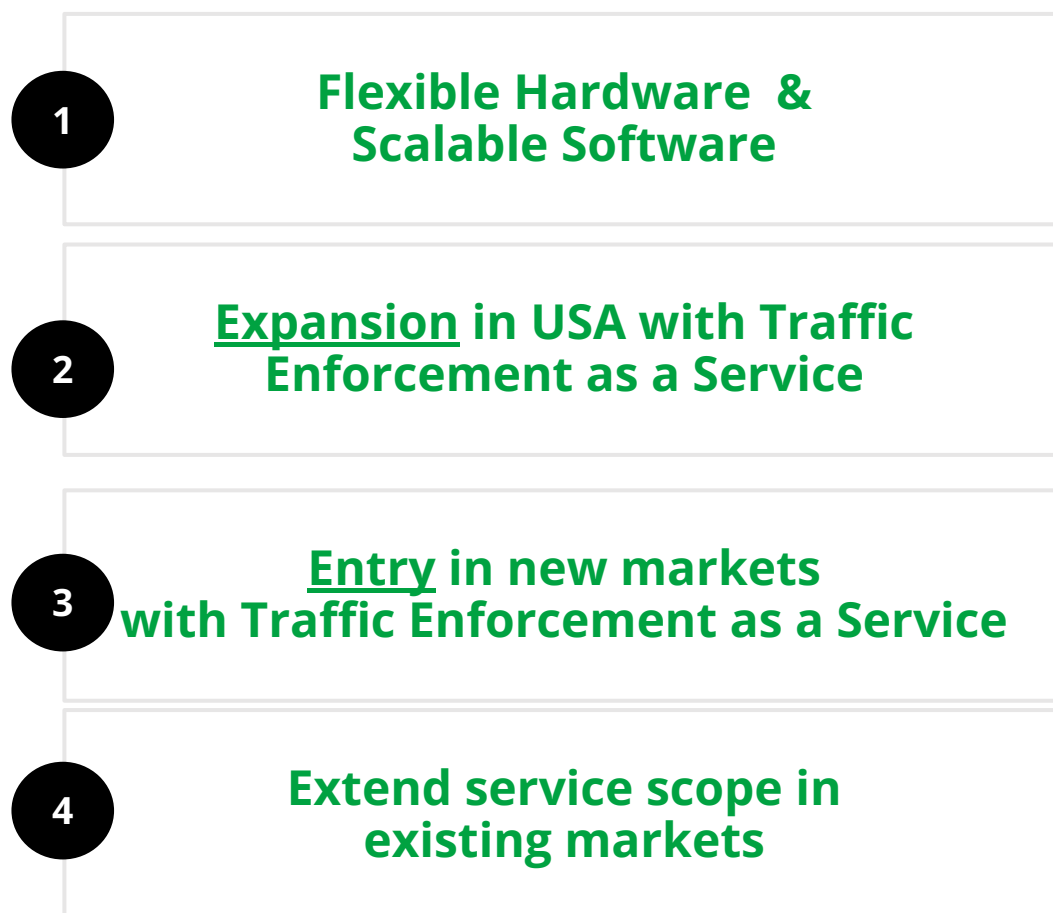 1
Flexible Hardware  &
Scalable Software
2
Expansion in USA with Traffic
Enforcement as a Service
3
Entry in new markets
with Traffic Enforcement as a Service
4
Extend service scope in
existing markets